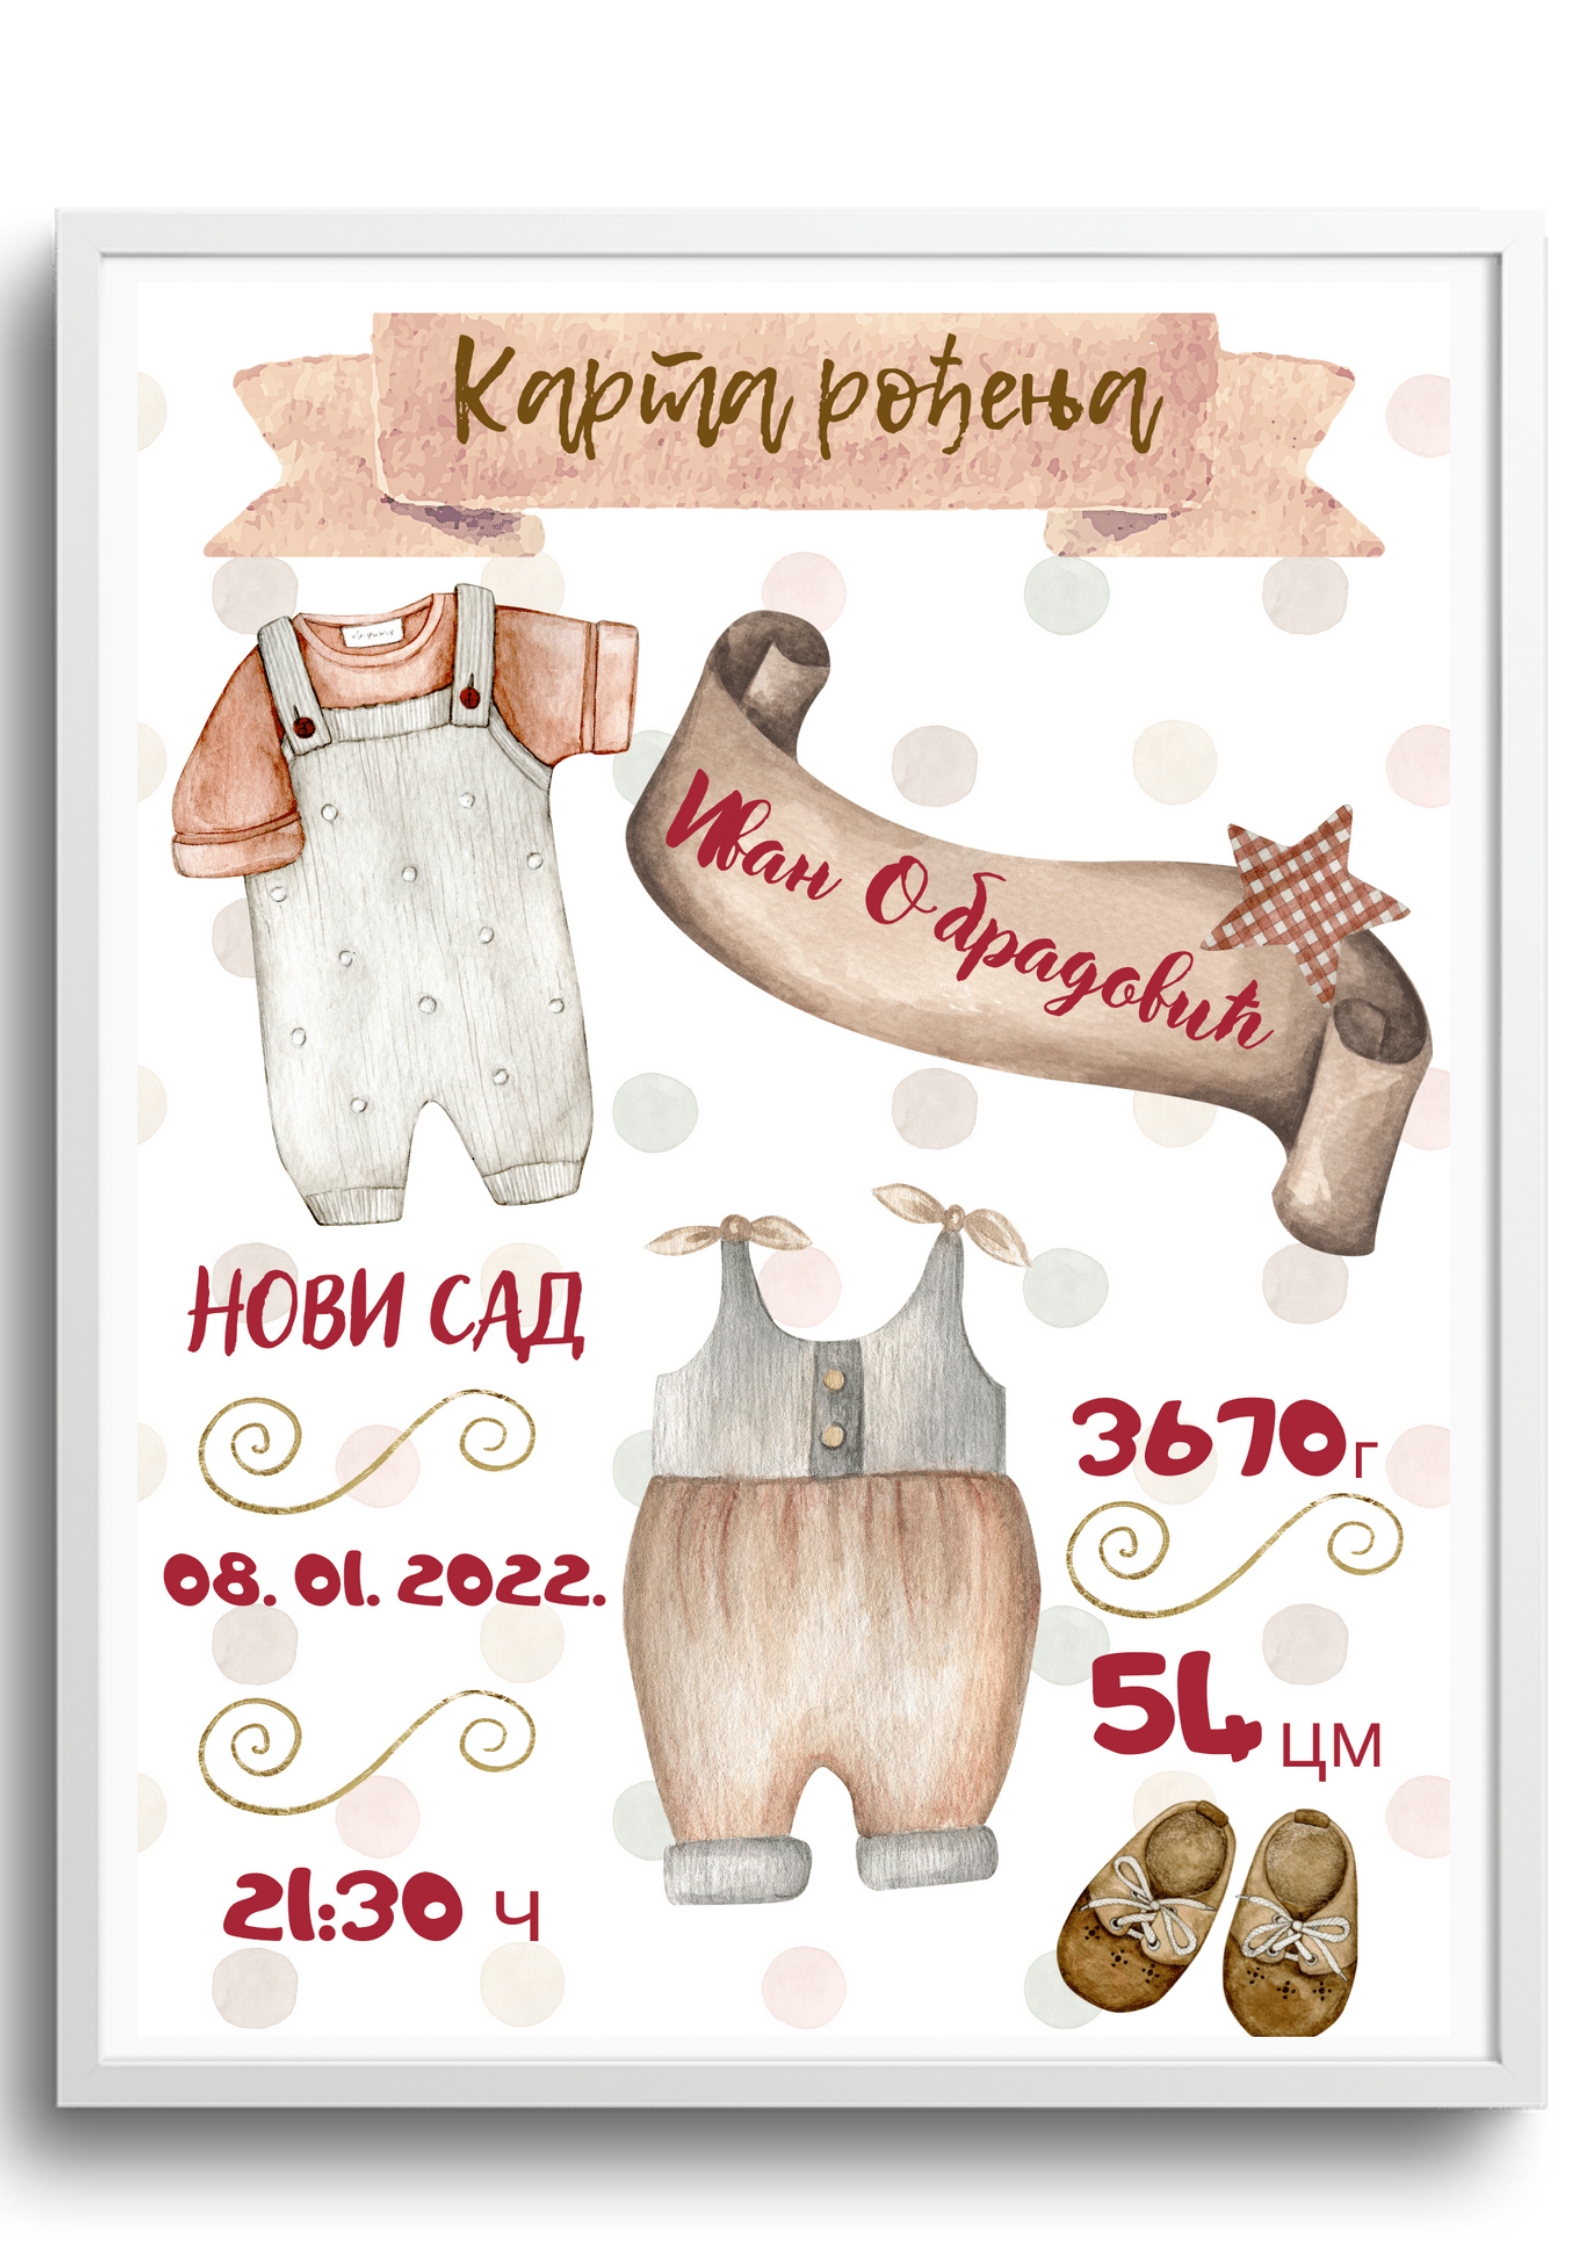 Карта рођења
Иван Обрадовић
НОВИ САД
08. 01. 2022.
21:30 ч
3670г
54 цм